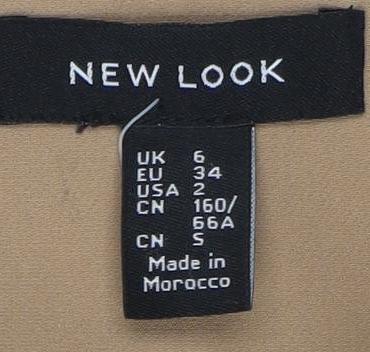 NEW LOOK
UK 6
EU 34
USA 2
CN 160/
66A
CN S
Made in
Morocco